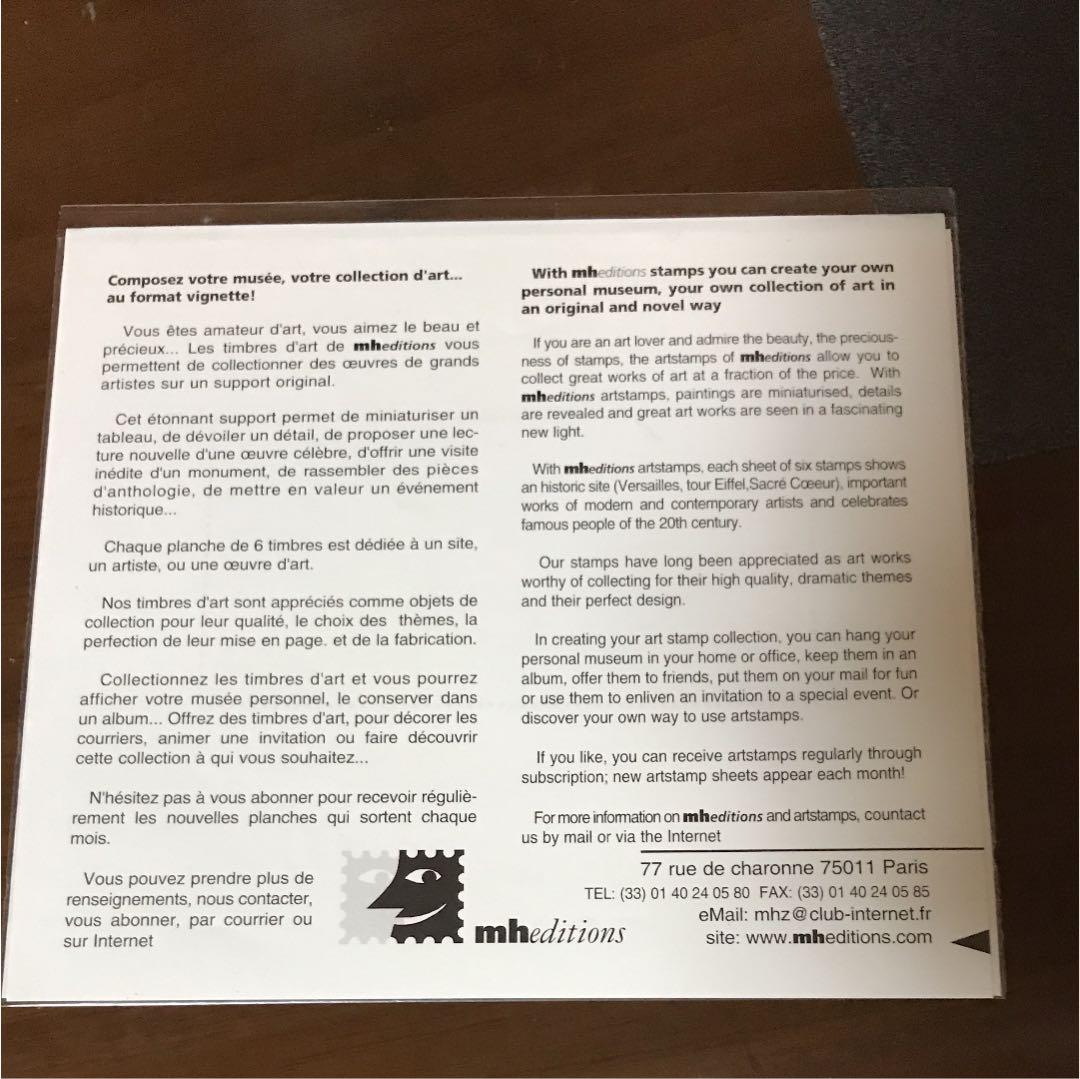 Composez votre musée, votre collection d'art...
au format vignette!
Vous êtes amateur d'art, vous aimez le beau et
précieux... Les timbres d'art de mheditions vous
permettent de collectionner des œuvres de grands
artistes sur un support original.
Cet étonnant support permet de miniaturiser un
tableau, de dévoiler un détail, de proposer une lec-
ture nouvelle d'une œuvre célèbre, d'offrir une visite
inédite d'un monument, de rassembler des pièces
d'anthologie, de mettre en valeur un événement
historique...
Chaque planche de 6 timbres est dédiée à un site,
un artiste, ou une œuvre d'art.
Nos timbres d'art sont appréciés comme objets de
collection pour leur qualité, le choix des thèmes, la
perfection de leur mise en page. et de la fabrication.
Collectionnez les timbres d'art et vous pourrez
afficher votre musée personnel, le conserver dans
un album... Offrez des timbres d'art, pour décorer les
courriers, animer une invitation ou faire découvrir
cette collection à qui vous souhaitez...
N'hésitez pas à vous abonner pour recevoir réguliè-
rement les nouvelles planches qui sortent chaque
mois.
Vous pouvez prendre plus de
renseignements, nous contacter,
vous abonner, par courrier ou
sur Internet
With mheditions stamps you can create your own
personal museum, your own collection of art in
an original and novel way
If you are an art lover and admire the beauty, the precious-
ness of stamps, the artstamps of mheditions allow you to
collect great works of art at a fraction of the price. With
mheditions artstamps, paintings are miniaturised, details
are revealed and great art works are seen in a fascinating
new light.
With mheditions artstamps, each sheet of six stamps shows
an historic site (Versailles, tour Eiffel,Sacré Cœeur), important
works of modern and contemporary artists and celebrates
famous people of the 20th century.
Our stamps have long been appreciated as art works
worthy of collecting for their high quality, dramatic themes
and their perfect design.
In creating your art stamp collection, you can hang your
personal museum in your home or office, keep them in an
album, offer them to friends, put them on your mail for fun
or use them to enliven an invitation to a special event. Or
discover your own way to use artstamps.
If you like, you can receive artstamps regularly through
subscription; new artstamp sheets appear each month!
For more information on mheditions and artstamps, countact
us by mail or via the Internet
mheditions
77 rue de charonne 75011 Paris
TEL: (33) 01 40 24 05 80 FAX: (33) 01 40 24 05 85
eMail: mhz@club-internet.fr
site: www.mheditions.com